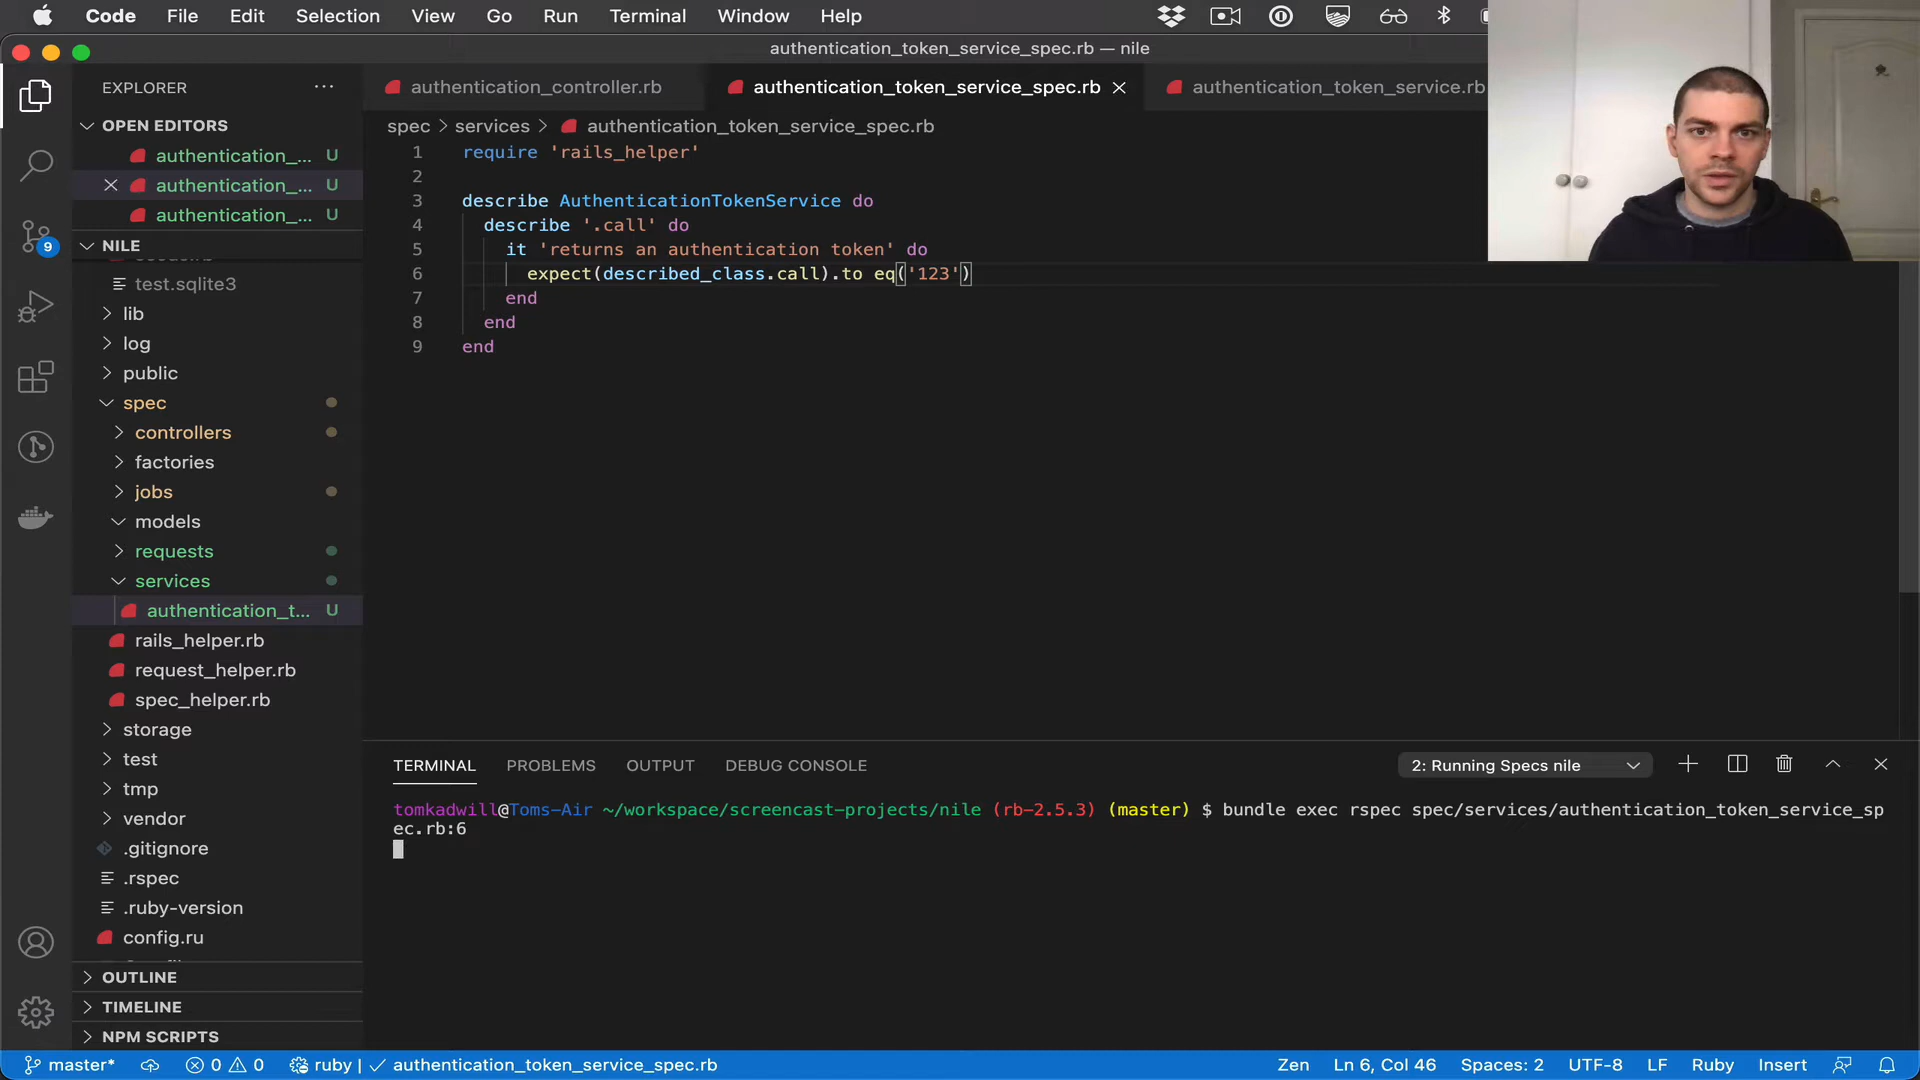 Code File Edit Selection View Go Run Terminal Window Help
authentication_token_service_spec.rb — nile
EXPLORER
authentication_controller.rb
authentication_token_service_spec.rb
authentication_token_service.rb
OPEN EDITORS
spec
services
authentication_token_service_spec.rb
authentication_... U
authentication_... U
authentication_... U
NILE
test.sqlite3
lib
log
public
spec
controllers
factories
jobs
models
requests
services
authentication_t... U
rails_helper.rb
request_helper.rb
spec_helper.rb
storage
test
tmp
vendor
.gitignore
.rspec
.ruby-version
config.ru
OUTLINE
TIMELINE
NPM SCRIPTS
1 require 'rails_helper'
2
3 describe AuthenticationTokenService do
4 describe '.call' do
5 it 'returns an authentication token' do
6 expect(described_class.call).to eq('123')
7 end
8 end
9 end
TERMINAL PROBLEMS OUTPUT DEBUG CONSOLE
2: Running Specs nile
tomkadwill@Toms-Air ~/workspace/screencast-projects/nile (rb-2.5.3) (master) $ bundle exec rspec spec/services/authentication_token_service_sp
ec.rb:6
9
master* 0 0 ruby | authentication_token_service_spec.rb Zen Ln 6, Col 46 Spaces: 2 UTF-8 LF Ruby Insert